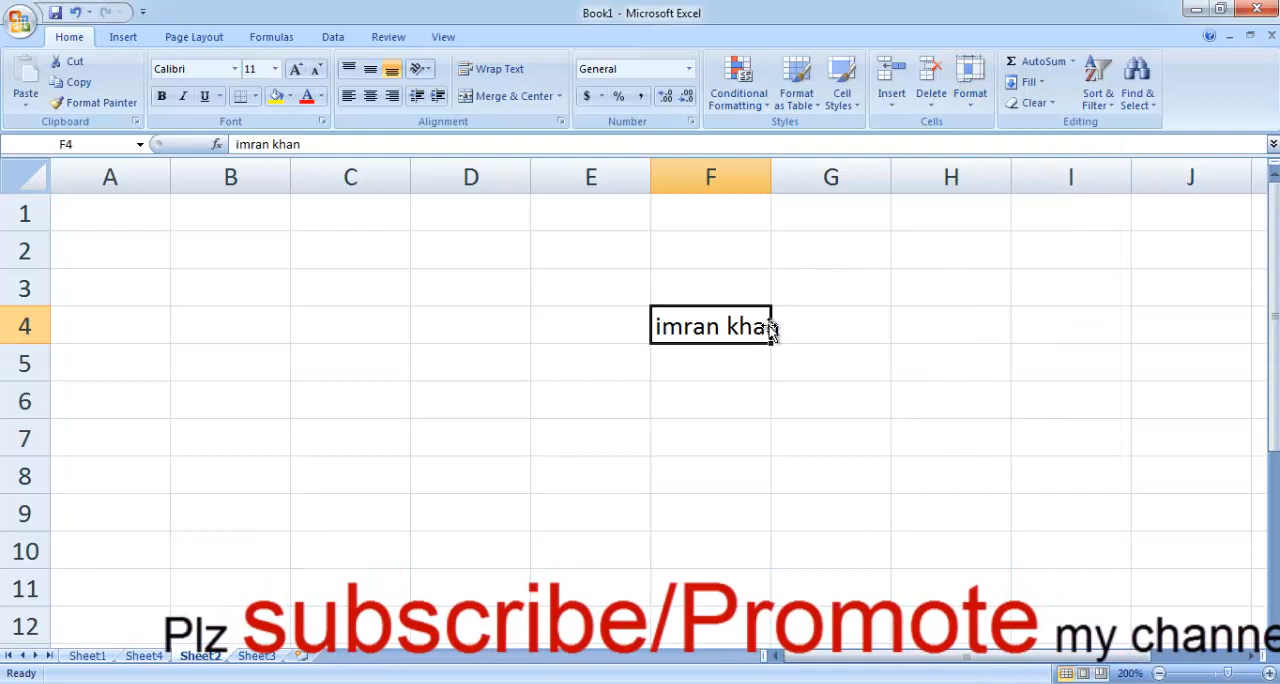 Book1 - Microsoft Excel
Home Insert Page Layout Formulas Data Review View
Cut
Copy
Format Painter
Paste
Clipboard
Calibri 11
B I U
Font
Wrap Text
Merge & Center
Alignment
General
$ % ,
Number
Conditional Formatting
Format as Table
Cell Styles
Styles
Insert Delete Format
Cells
Σ AutoSum
Fill
Clear
Sort & Filter
Find & Select
Editing
F4 fx imran khan
A B C D E F G H I J
1
2
3
4 imran khan
5
6
7
8
9
10
11
12
Plz subscribe/Promote my channe
Sheet1 Sheet4 Sheet2 Sheet3
Ready 200%